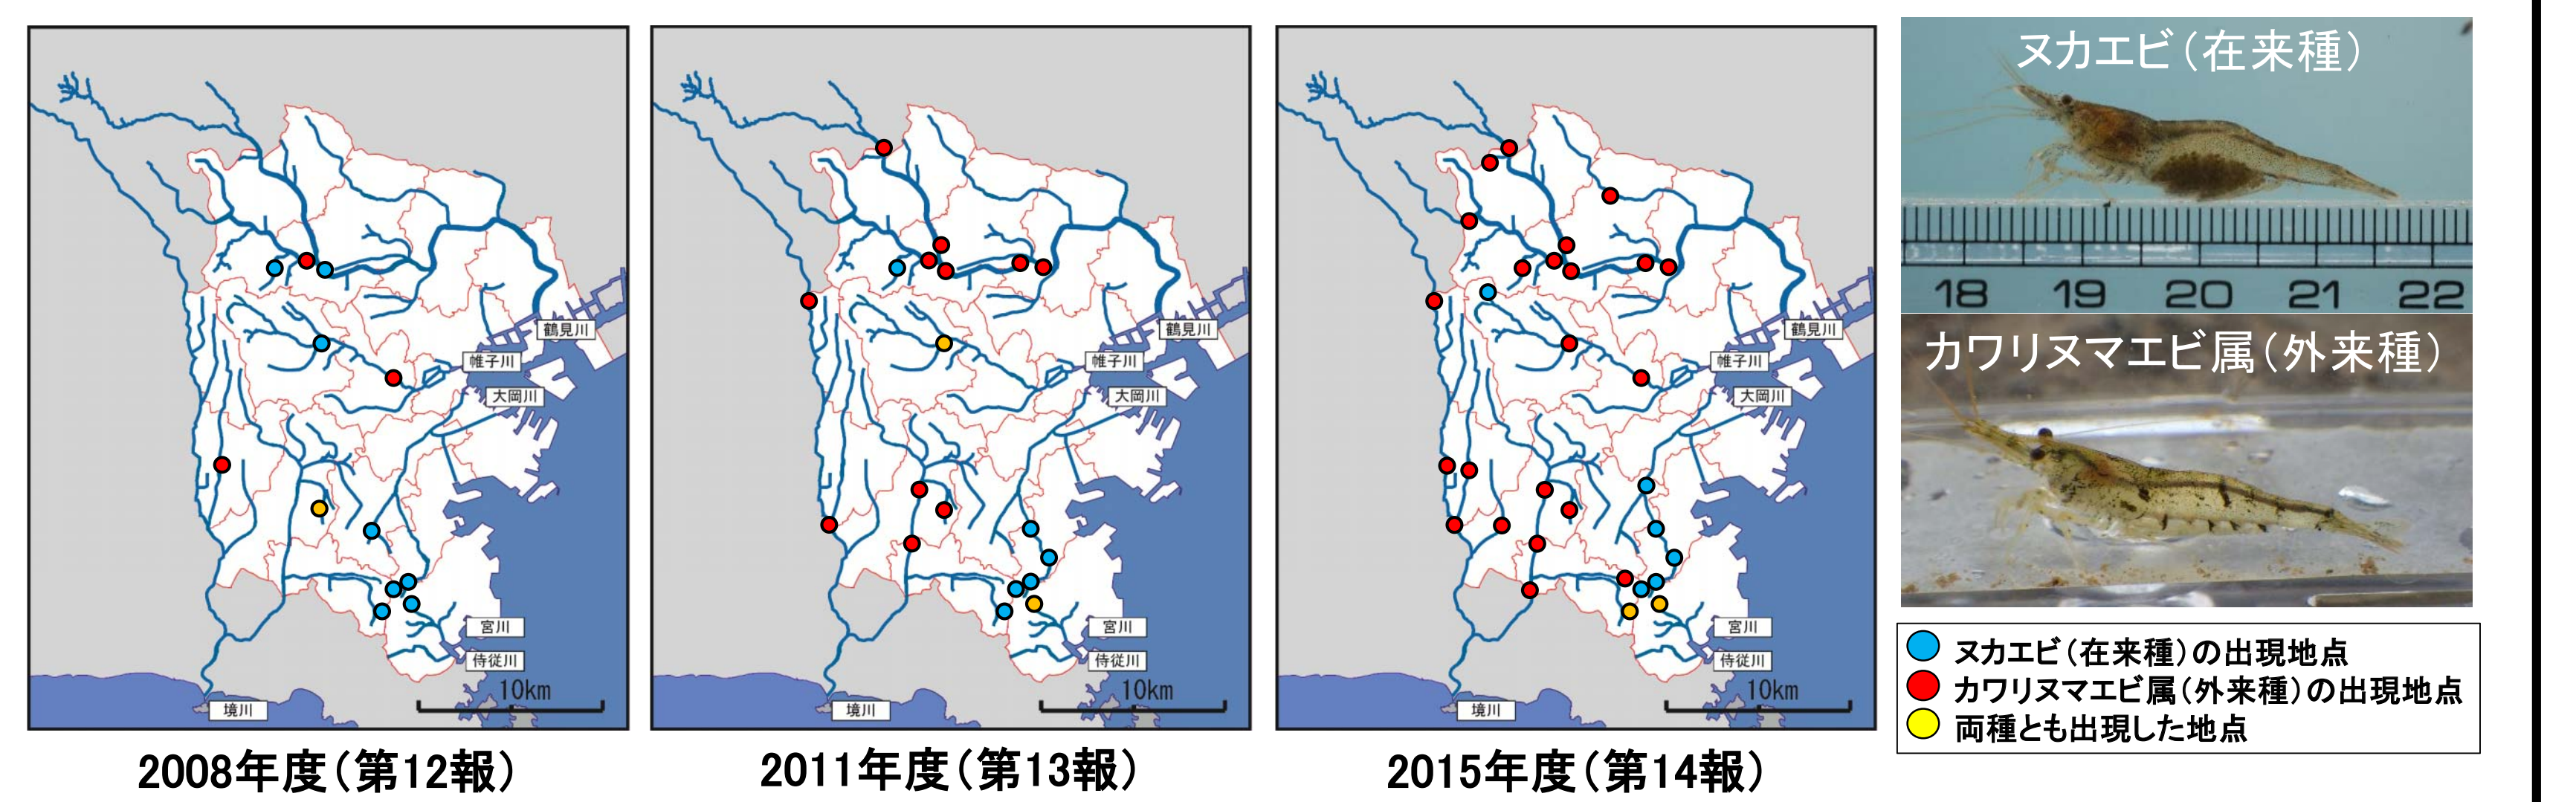 鶴見川
帷子川
大岡川
宮川
侍従川
10km
境川
2008年度(第12報)
鶴見川
帷子川
大岡川
宮川
侍従川
10km
境川
2011年度(第13報)
鶴見川
帷子川
大岡川
宮川
侍従川
10km
境川
2015年度(第14報)
ヌカエビ(在来種)
18 19 20 21 22
カワリヌマエビ属(外来種)
ヌカエビ(在来種)の出現地点
カワリヌマエビ属(外来種)の出現地点
両種とも出現した地点